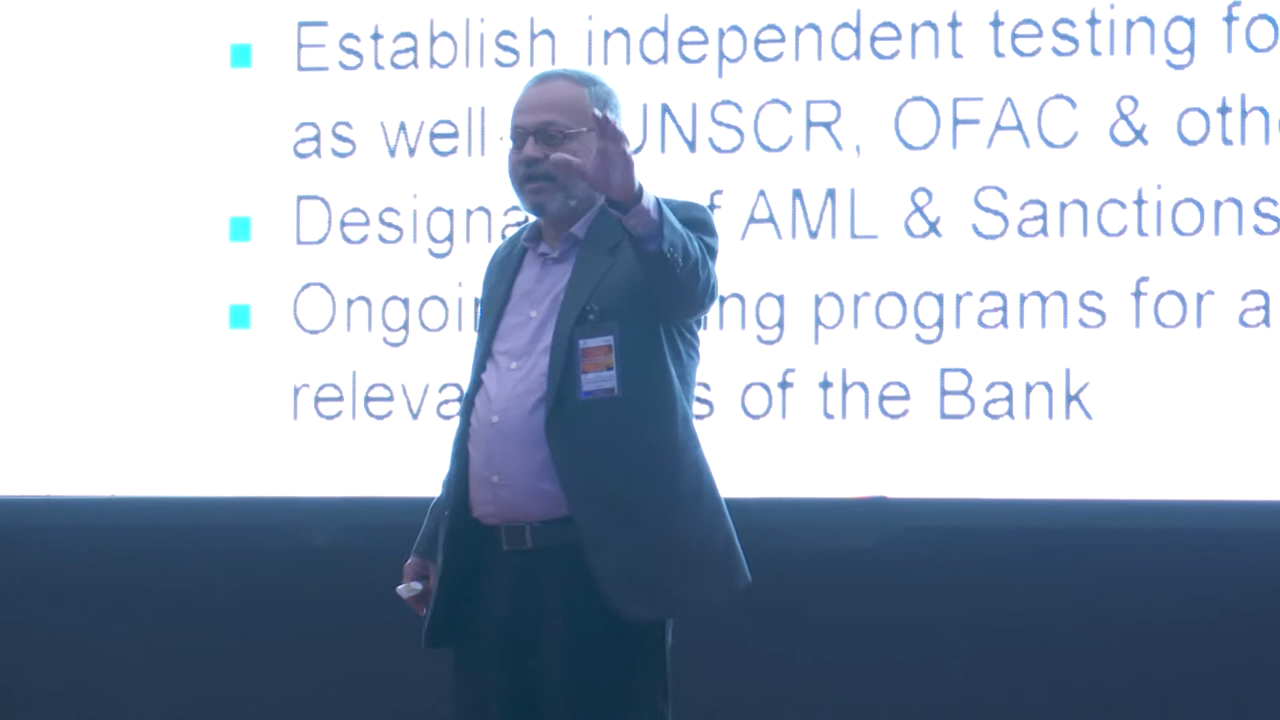 Establish independent testing fo
as well UNSCR, OFAC & othe
Designa f AML & Sanctions
Ongoin ng programs for a
releva s of the Bank